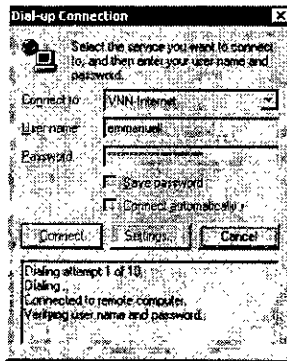 Dial-up Connection
Select the service you want to connect
to, and then enter your user name and
password.
Connect to: VNN-Internet
User name: emmanuell
Password:
Save password
Connect automatically
Connect
Settings...
Cancel
Dialing attempt 1 of 10.
Dialing...
Connected to remote computer.
Verifying user name and password..